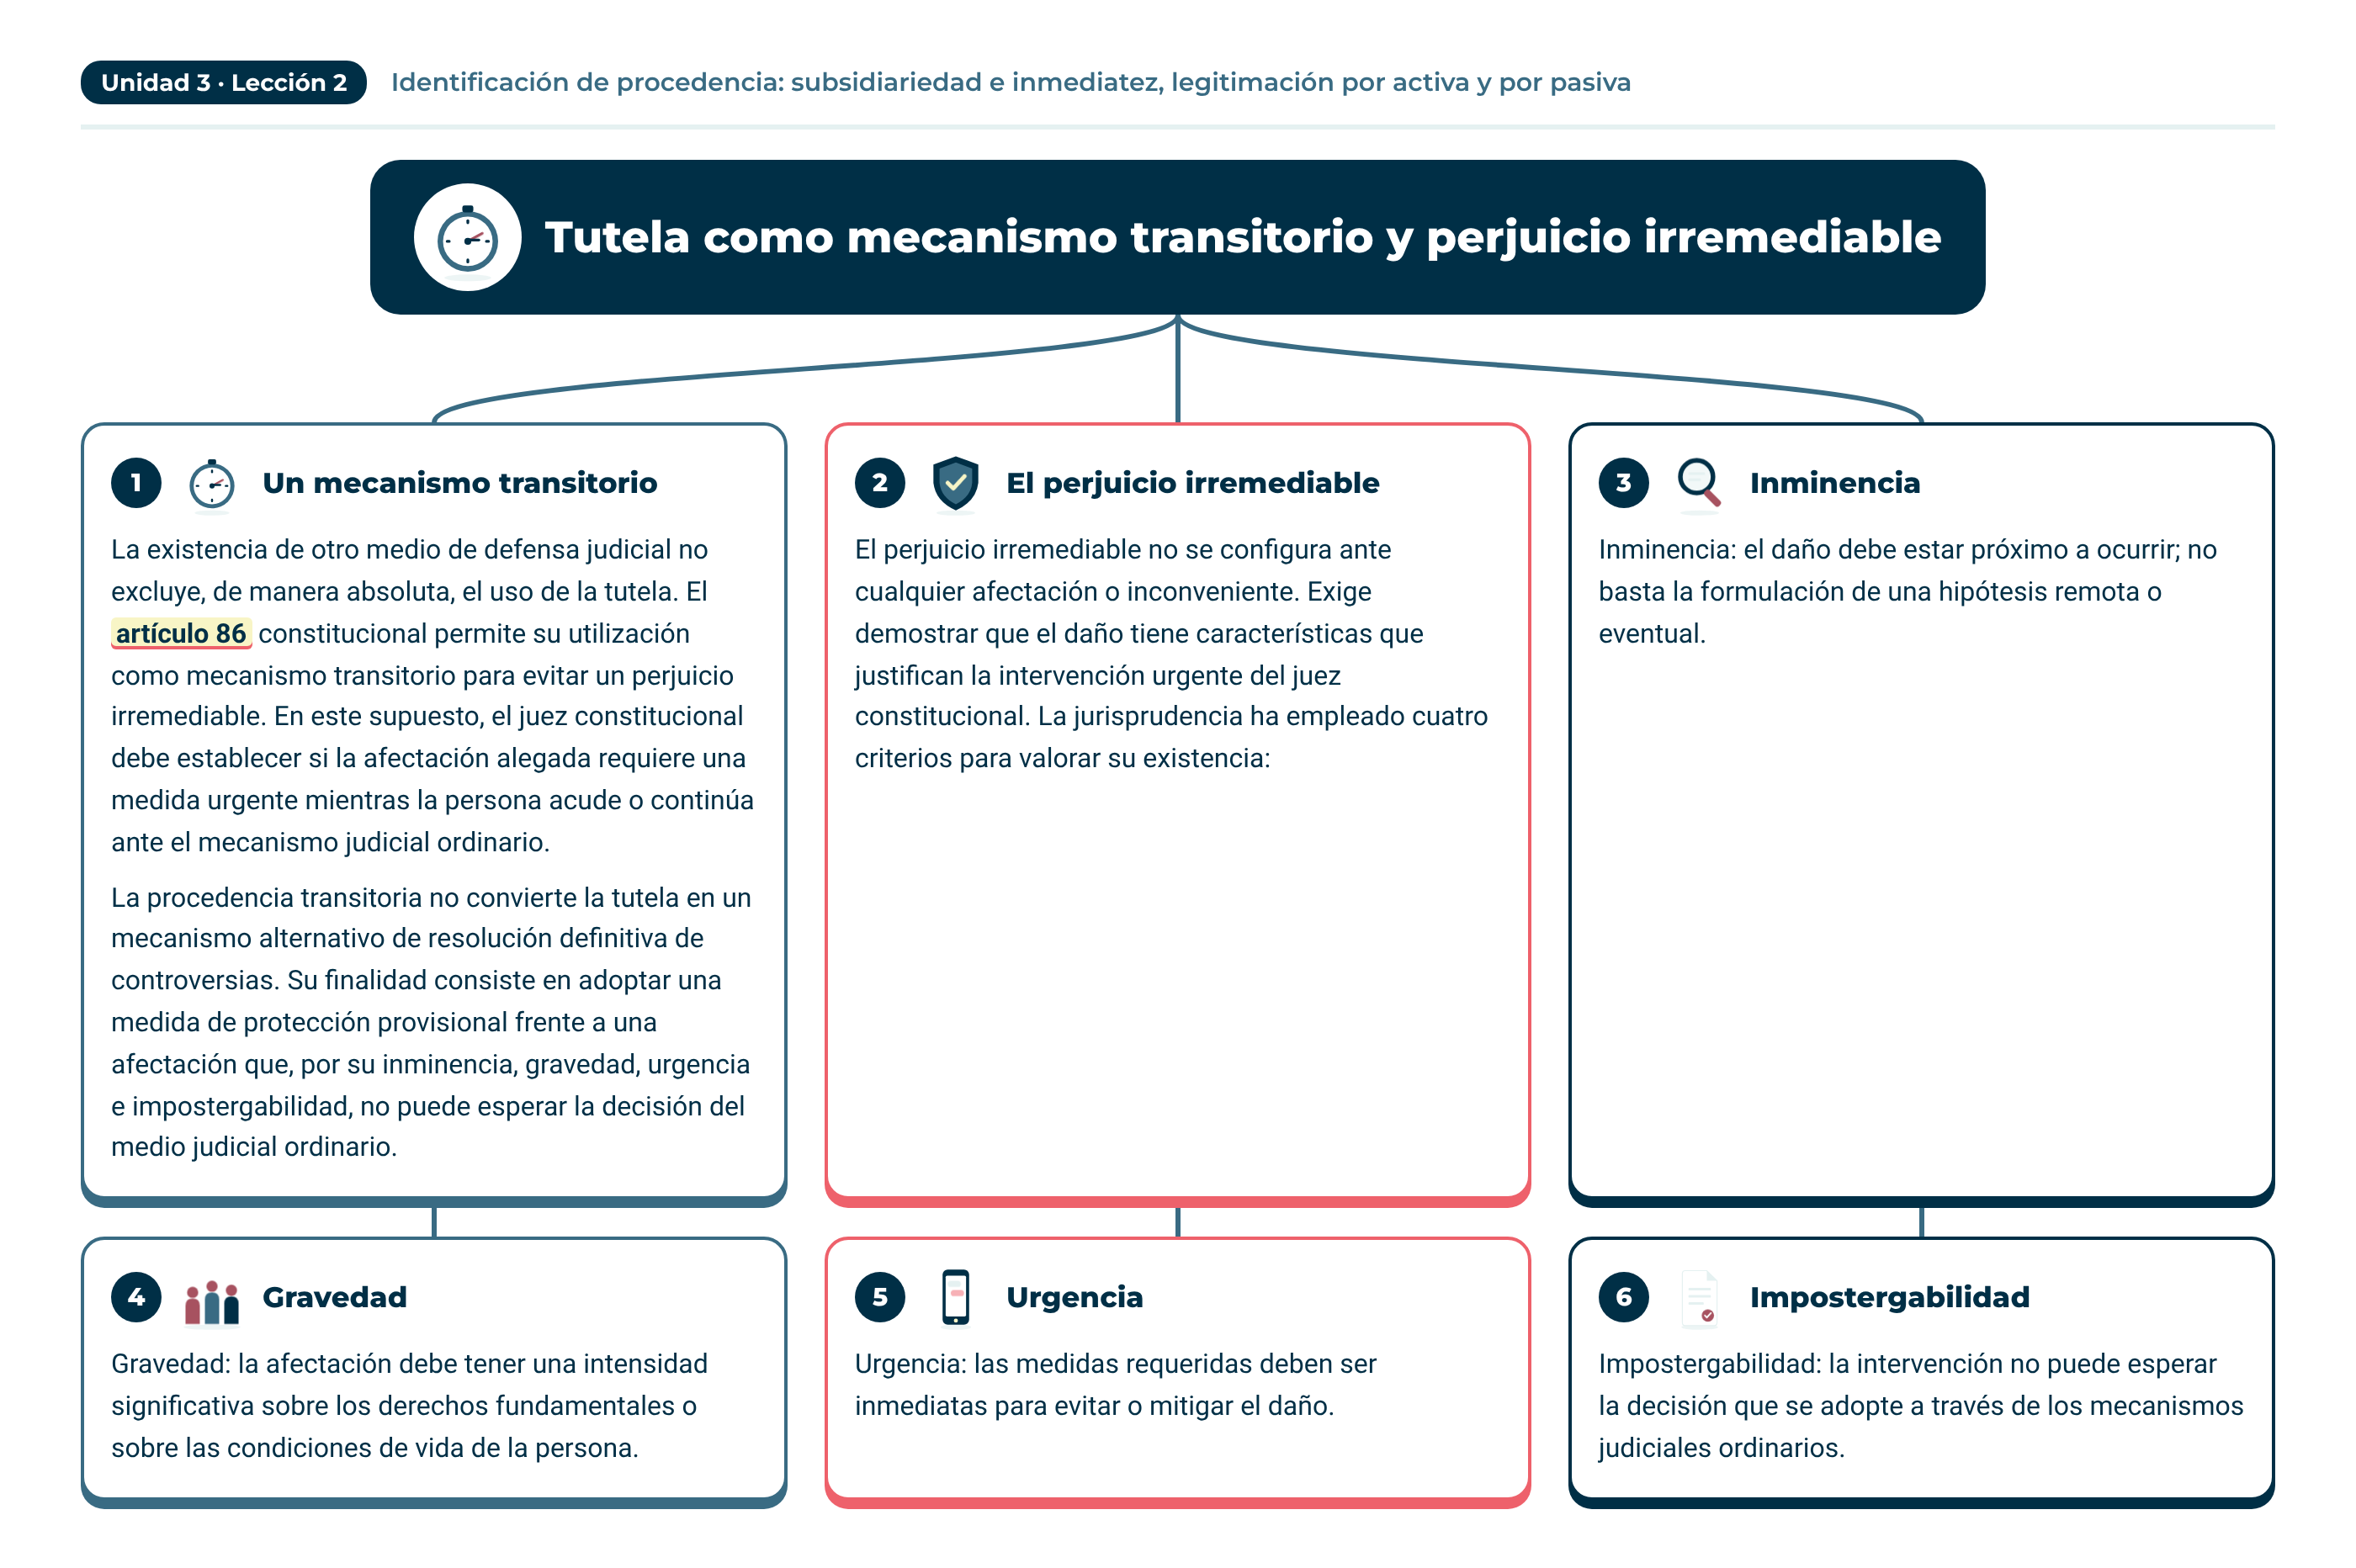 Unidad 3 · Lección 2
Identificación de procedencia: subsidiariedad e inmediatez, legitimación por activa y por pasiva
Tutela como mecanismo transitorio y perjuicio irremediable
1
Un mecanismo transitorio
La existencia de otro medio de defensa judicial no
excluye, de manera absoluta, el uso de la tutela. El
artículo 86 constitucional permite su utilización
como mecanismo transitorio para evitar un perjuicio
irremediable. En este supuesto, el juez constitucional
debe establecer si la afectación alegada requiere una
medida urgente mientras la persona acude o continúa
ante el mecanismo judicial ordinario.
La procedencia transitoria no convierte la tutela en un
mecanismo alternativo de resolución definitiva de
controversias. Su finalidad consiste en adoptar una
medida de protección provisional frente a una
afectación que, por su inminencia, gravedad, urgencia
e impostergabilidad, no puede esperar la decisión del
medio judicial ordinario.
2
El perjuicio irremediable
El perjuicio irremediable no se configura ante
cualquier afectación o inconveniente. Exige
demostrar que el daño tiene características que
justifican la intervención urgente del juez
constitucional. La jurisprudencia ha empleado cuatro
criterios para valorar su existencia:
3
Inminencia
Inminencia: el daño debe estar próximo a ocurrir; no
basta la formulación de una hipótesis remota o
eventual.
4
Gravedad
Gravedad: la afectación debe tener una intensidad
significativa sobre los derechos fundamentales o
sobre las condiciones de vida de la persona.
5
Urgencia
Urgencia: las medidas requeridas deben ser
inmediatas para evitar o mitigar el daño.
6
Impostergabilidad
Impostergabilidad: la intervención no puede esperar
la decisión que se adopte a través de los mecanismos
judiciales ordinarios.